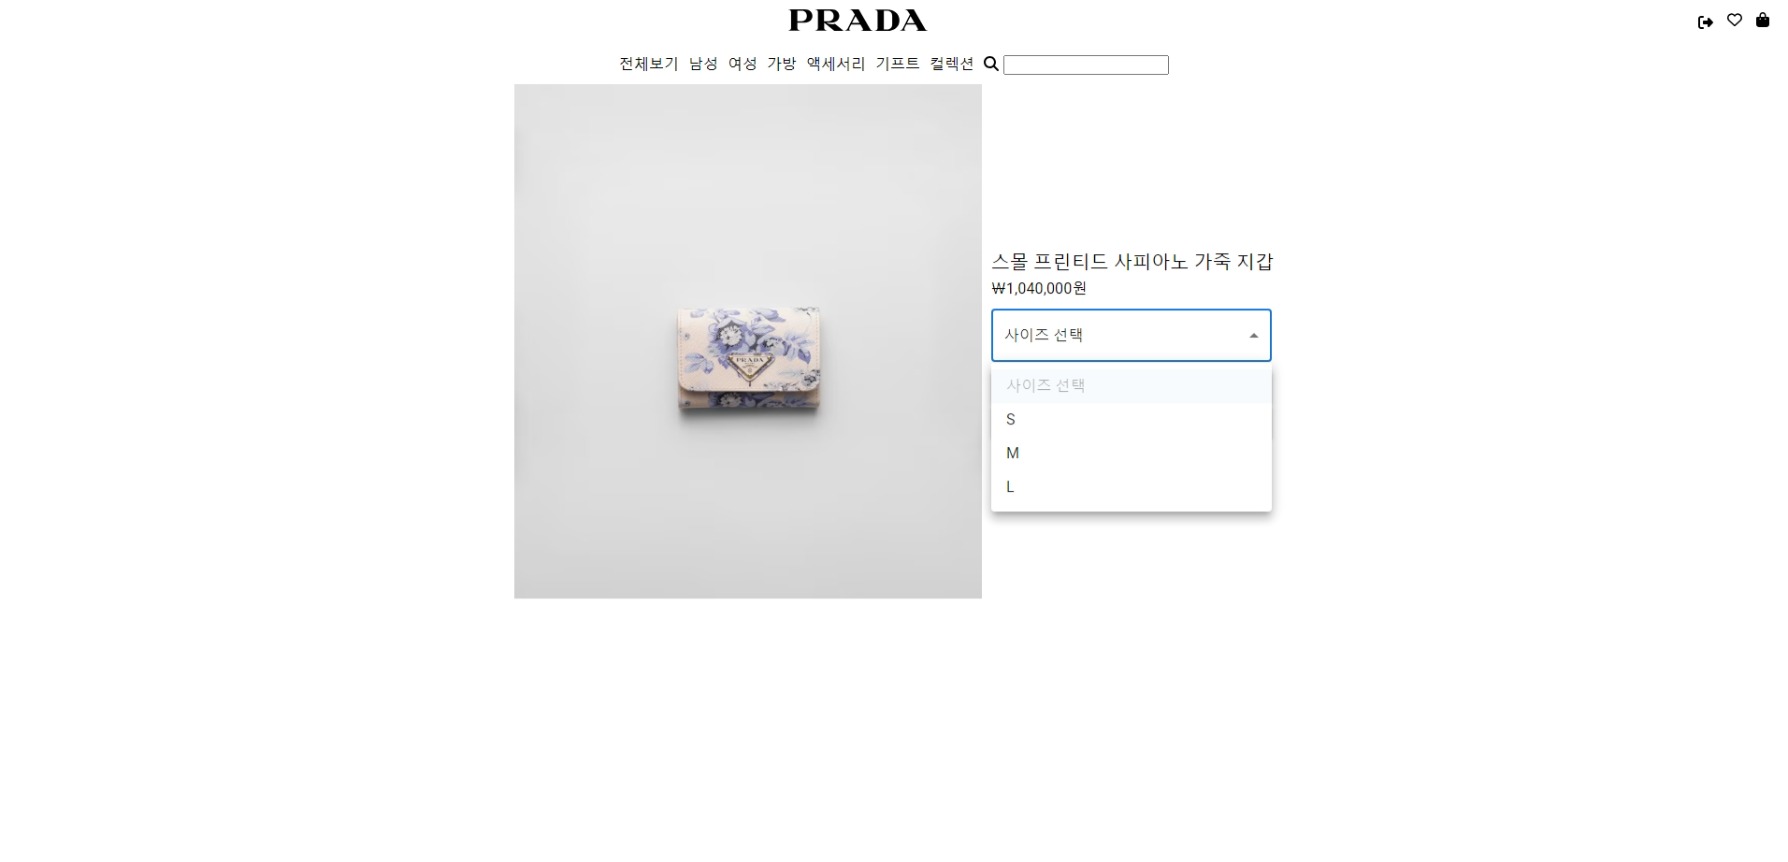 PRADA
전체보기 남성 여성 가방 액세서리 기프트 컬렉션
스몰 프린티드 사피아노 가죽 지갑
₩1,040,000원
사이즈 선택
사이즈 선택
S
M
L
PRADA